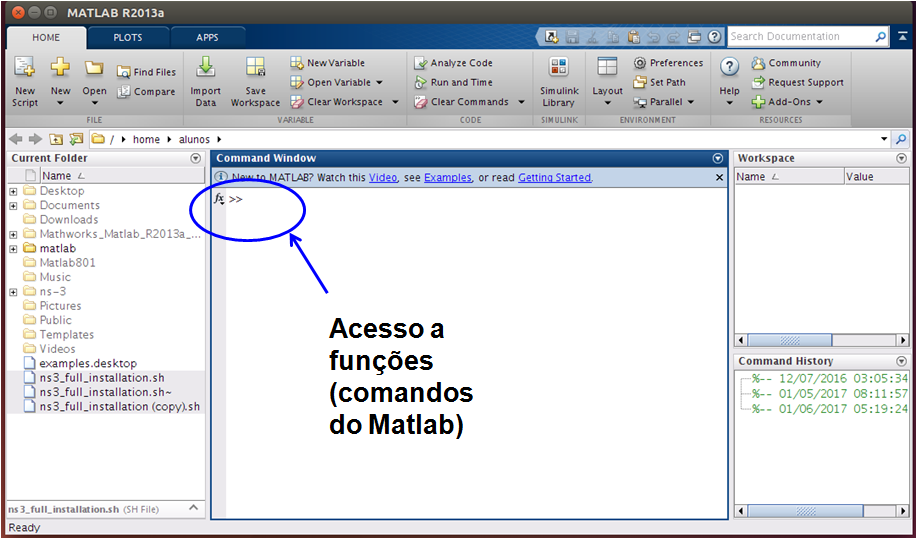 MATLAB R2013a
HOME PLOTS APPS
Search Documentation
New Script
New
Open
Find Files
Compare
Import Data
Save Workspace
New Variable
Open Variable
Clear Workspace
Analyze Code
Run and Time
Clear Commands
Simulink Library
Layout
Preferences
Set Path
Parallel
Help
Community
Request Support
Add-Ons
FILE VARIABLE CODE SIMULINK ENVIRONMENT RESOURCES
/ home alunos
Current Folder
Name
Desktop
Documents
Downloads
Mathworks_Matlab_R2013a_...
matlab
Matlab801
Music
ns-3
Pictures
Public
Templates
Videos
examples.desktop
ns3_full_installation.sh
ns3_full_installation.sh~
ns3_full_installation (copy).sh
ns3_full_installation.sh (SH File)
Ready
Command Window
New to MATLAB? Watch this Video, see Examples, or read Getting Started.
fx >>
Acesso a
funções
(comandos
do Matlab)
Workspace
Name Value
Command History
%-- 12/07/2016 03:05:34
%-- 01/05/2017 08:11:57
%-- 01/06/2017 05:19:24